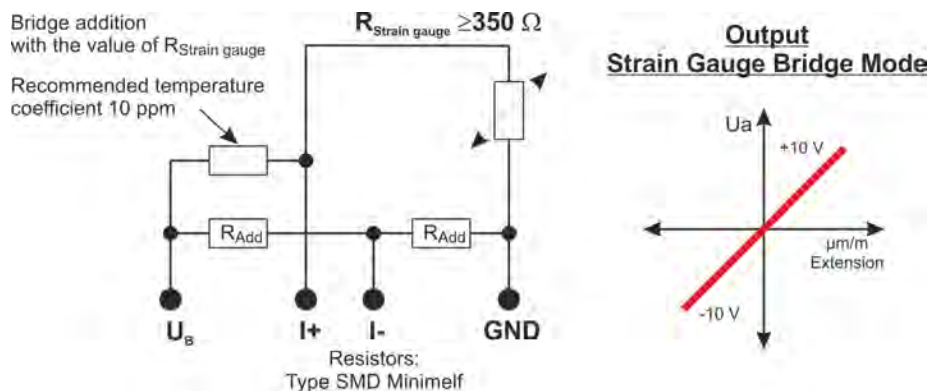 Bridge addition
with the value of RStrain gauge
Recommended temperature
coefficient 10 ppm
RStrain gauge ≥350 Ω
RAdd
RAdd
UB
I+
I-
GND
Resistors:
Type SMD Minimelf
Output
Strain Gauge Bridge Mode
Ua
+10 V
µm/m
Extension
-10 V